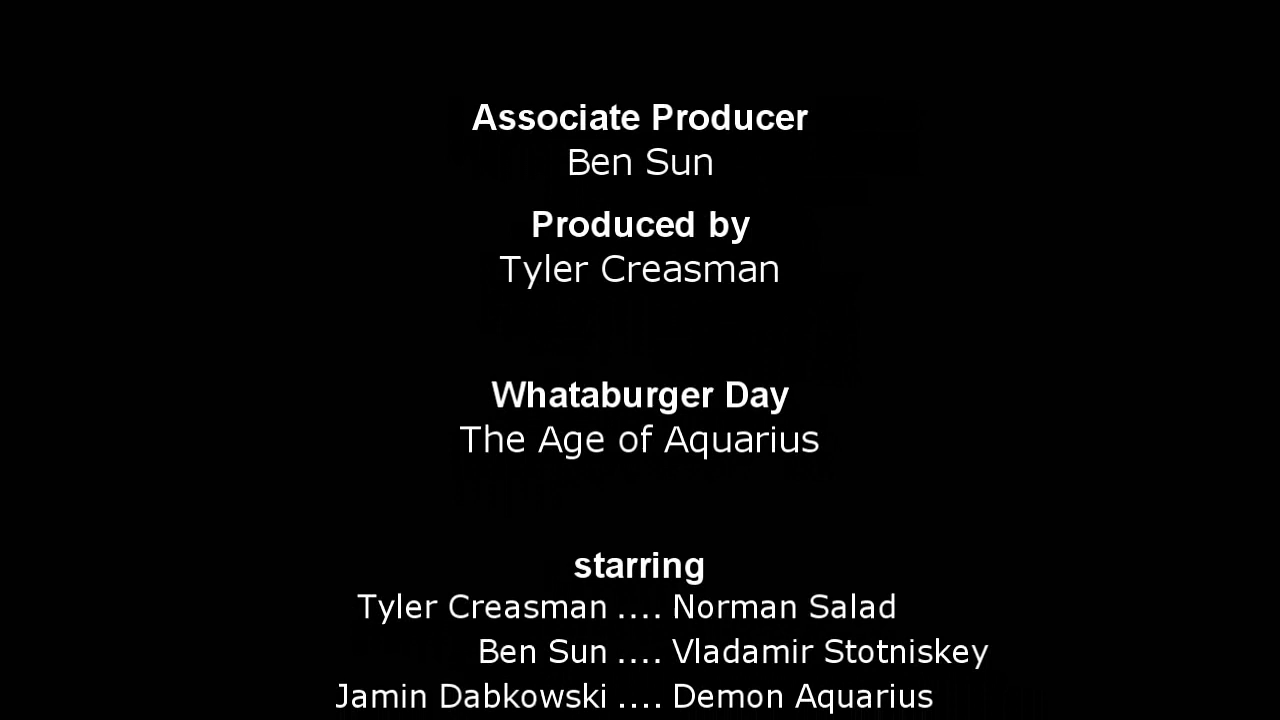 Associate Producer
Ben Sun
Produced by
Tyler Creasman
Whataburger Day
The Age of Aquarius
starring
Tyler Creasman .... Norman Salad
Ben Sun .... Vladamir Stotniskey
Jamin Dabkowski .... Demon Aquarius